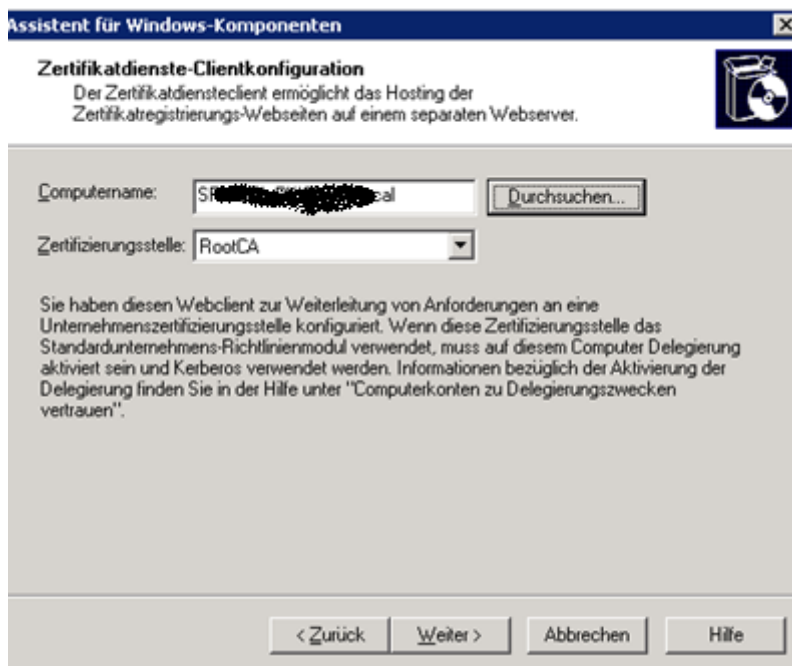 Assistent für Windows-Komponenten
Zertifikatdienste-Clientkonfiguration
Der Zertifikatdiensteclient ermöglicht das Hosting der
Zertifikatregistrierungs-Webseiten auf einem separaten Webserver.
Computername:
Durchsuchen...
Zertifizierungsstelle: RootCA
Sie haben diesen Webclient zur Weiterleitung von Anforderungen an eine
Unternehmenszertifizierungsstelle konfiguriert. Wenn diese Zertifizierungsstelle das
Standardunternehmens-Richtlinienmodul verwendet, muss auf diesem Computer Delegierung
aktiviert sein und Kerberos verwendet werden. Informationen bezüglich der Aktivierung der
Delegierung finden Sie in der Hilfe unter "Computerkonten zu Delegierungszwecken
vertrauen".
< Zurück Weiter > Abbrechen Hilfe